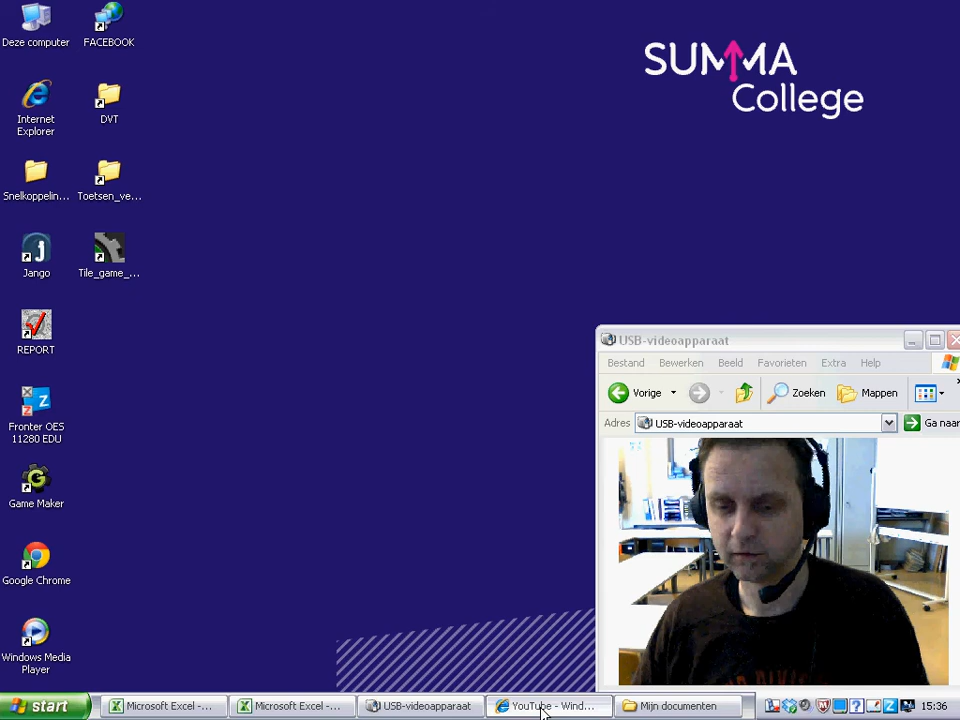 Deze computer
FACEBOOK
Internet
Explorer
DVT
Snelkoppelin...
Toetsen_ve...
Jango
Tile_game_...
REPORT
Fronter OES
11280 EDU
Game Maker
Google Chrome
Windows Media
Player
SUMMA
College
USB-videoapparaat
Bestand Bewerken Beeld Favorieten Extra Help
Vorige Zoeken Mappen
Adres USB-videoapparaat Ga naar
start Microsoft Excel -... Microsoft Excel -... USB-videoapparaat YouTube - Wind... Mijn documenten 15:36